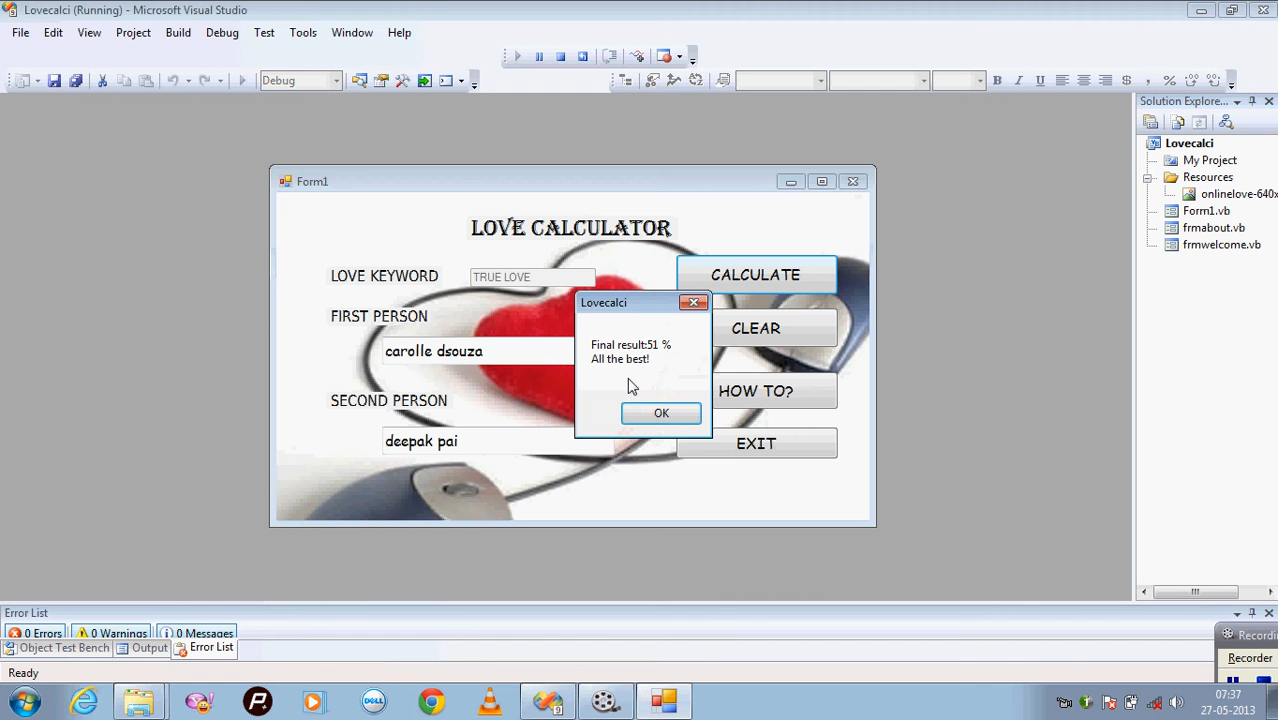 Lovecalci (Running) - Microsoft Visual Studio
File Edit View Project Build Debug Test Tools Window Help
Debug
Solution Explore...
Lovecalci
My Project
Resources
onlinelove-640x
Form1.vb
frmabout.vb
frmwelcome.vb
Form1
LOVE CALCULATOR
LOVE KEYWORD TRUE LOVE CALCULATE
Lovecalci
FIRST PERSON
CLEAR
Final result:51 %
carolle dsouza
All the best!
HOW TO?
SECOND PERSON
OK
deepak pai
EXIT
Error List
0 Errors 0 Warnings 0 Messages
Recordin
Object Test Bench Output Error List
Recorder
Ready
07:37
27-05-2013